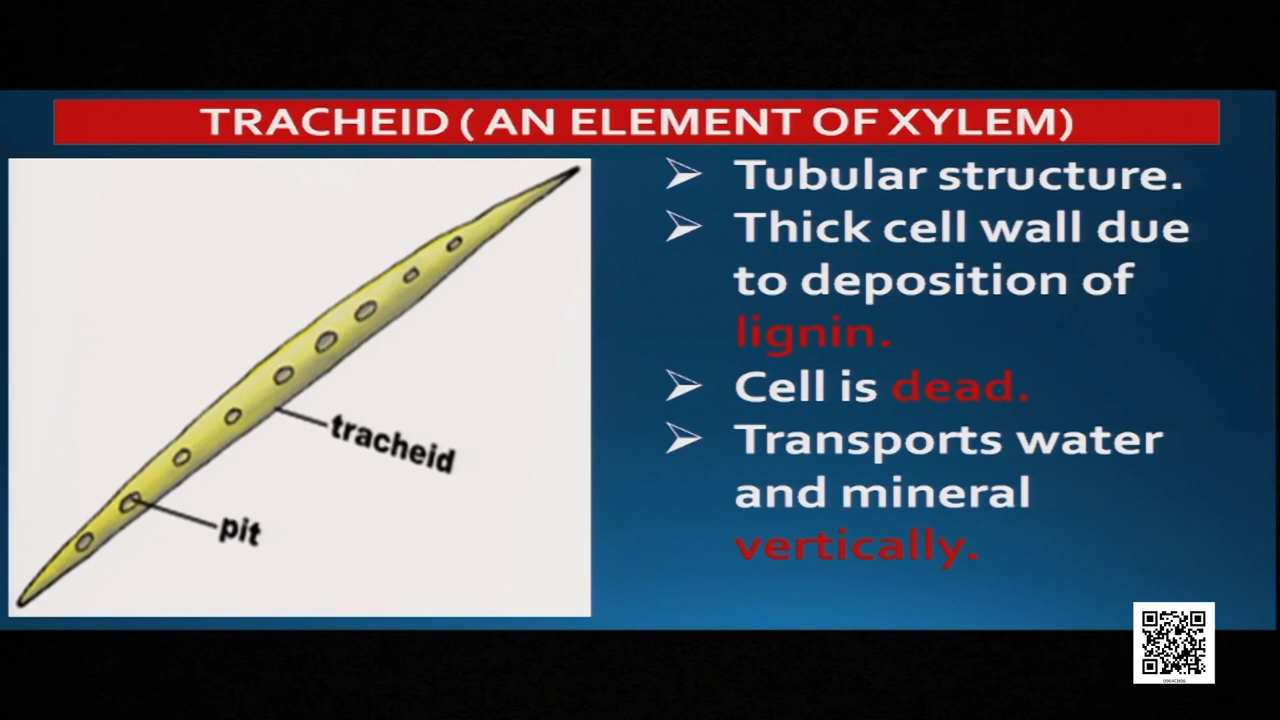 TRACHEID ( AN ELEMENT OF XYLEM)
tracheid
pit
➢ Tubular structure.
➢ Thick cell wall due
to deposition of
lignin.
➢ Cell is dead.
➢ Transports water
and mineral
vertically.